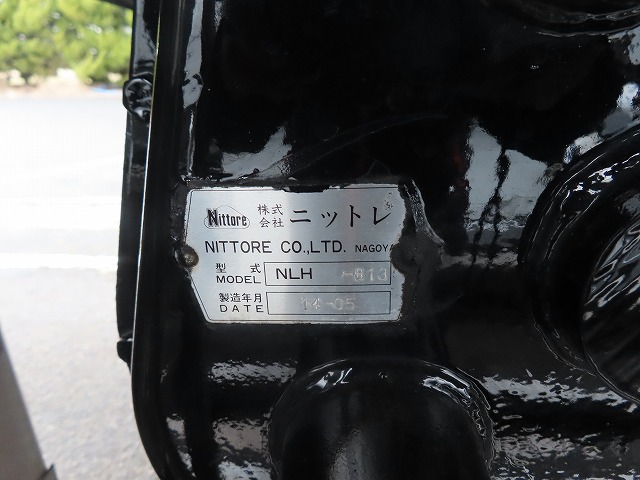 Nittore 株式会社 ニットレ
NITTORE CO.,LTD. NAGOYA
型式 MODEL NLH -813
製造年月 DATE 14-05